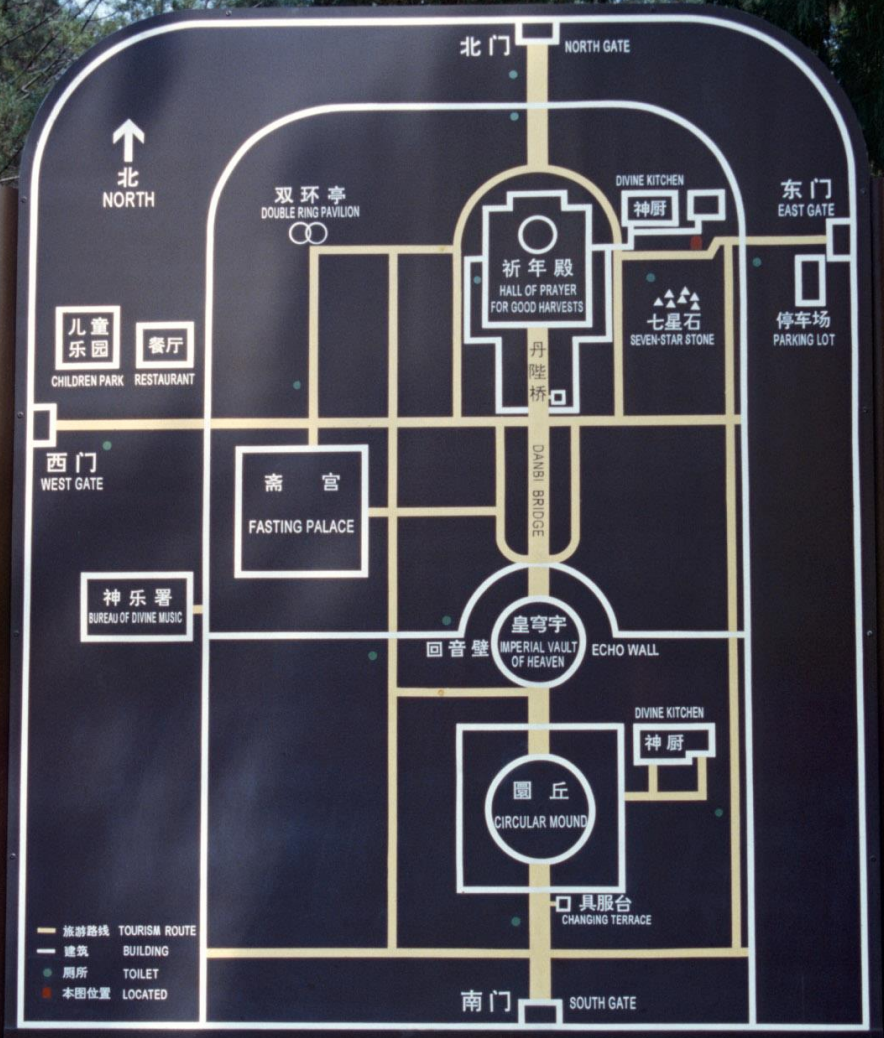 北门
NORTH GATE
北
NORTH
双环亭
DOUBLE RING PAVILION
DIVINE KITCHEN
神厨
东门
EAST GATE
祈年殿
HALL OF PRAYER
FOR GOOD HARVESTS
七星石
SEVEN-STAR STONE
停车场
PARKING LOT
儿童
乐园
CHILDREN PARK
餐厅
RESTAURANT
丹陛桥
DANBI BRIDGE
西门
WEST GATE
斋宫
FASTING PALACE
神乐署
BUREAU OF DIVINE MUSIC
皇穹宇
IMPERIAL VAULT
OF HEAVEN
回音壁
ECHO WALL
DIVINE KITCHEN
神厨
圜丘
CIRCULAR MOUND
具服台
CHANGING TERRACE
旅游路线 TOURISM ROUTE
建筑 BUILDING
厕所 TOILET
本图位置 LOCATED
南门
SOUTH GATE